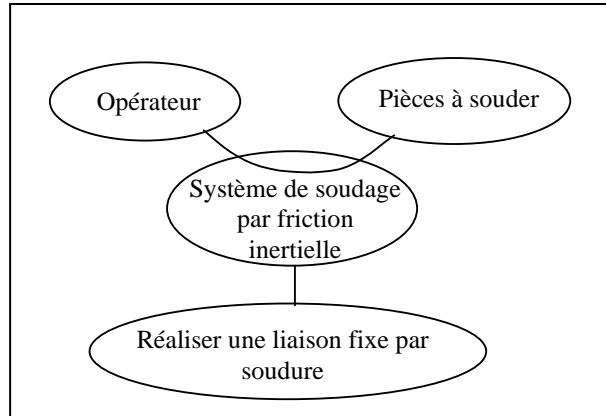 Opérateur
Pièces à souder
Système de soudage
par friction
inertielle
Réaliser une liaison fixe par
soudure